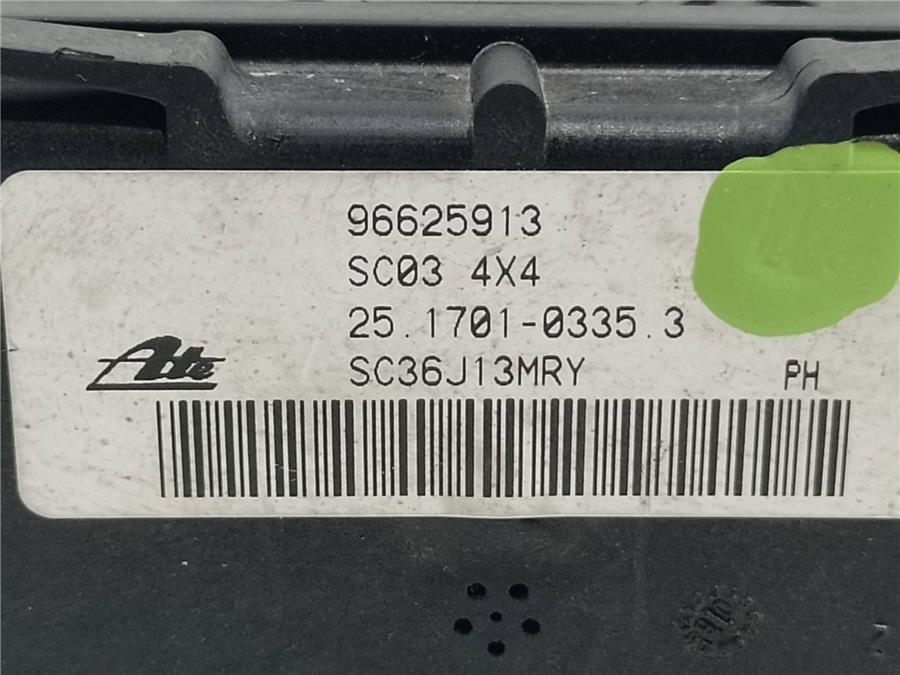 96625913
SC03 4X4
25.1701-0335.3
Ate
SC36J13MRY
PH